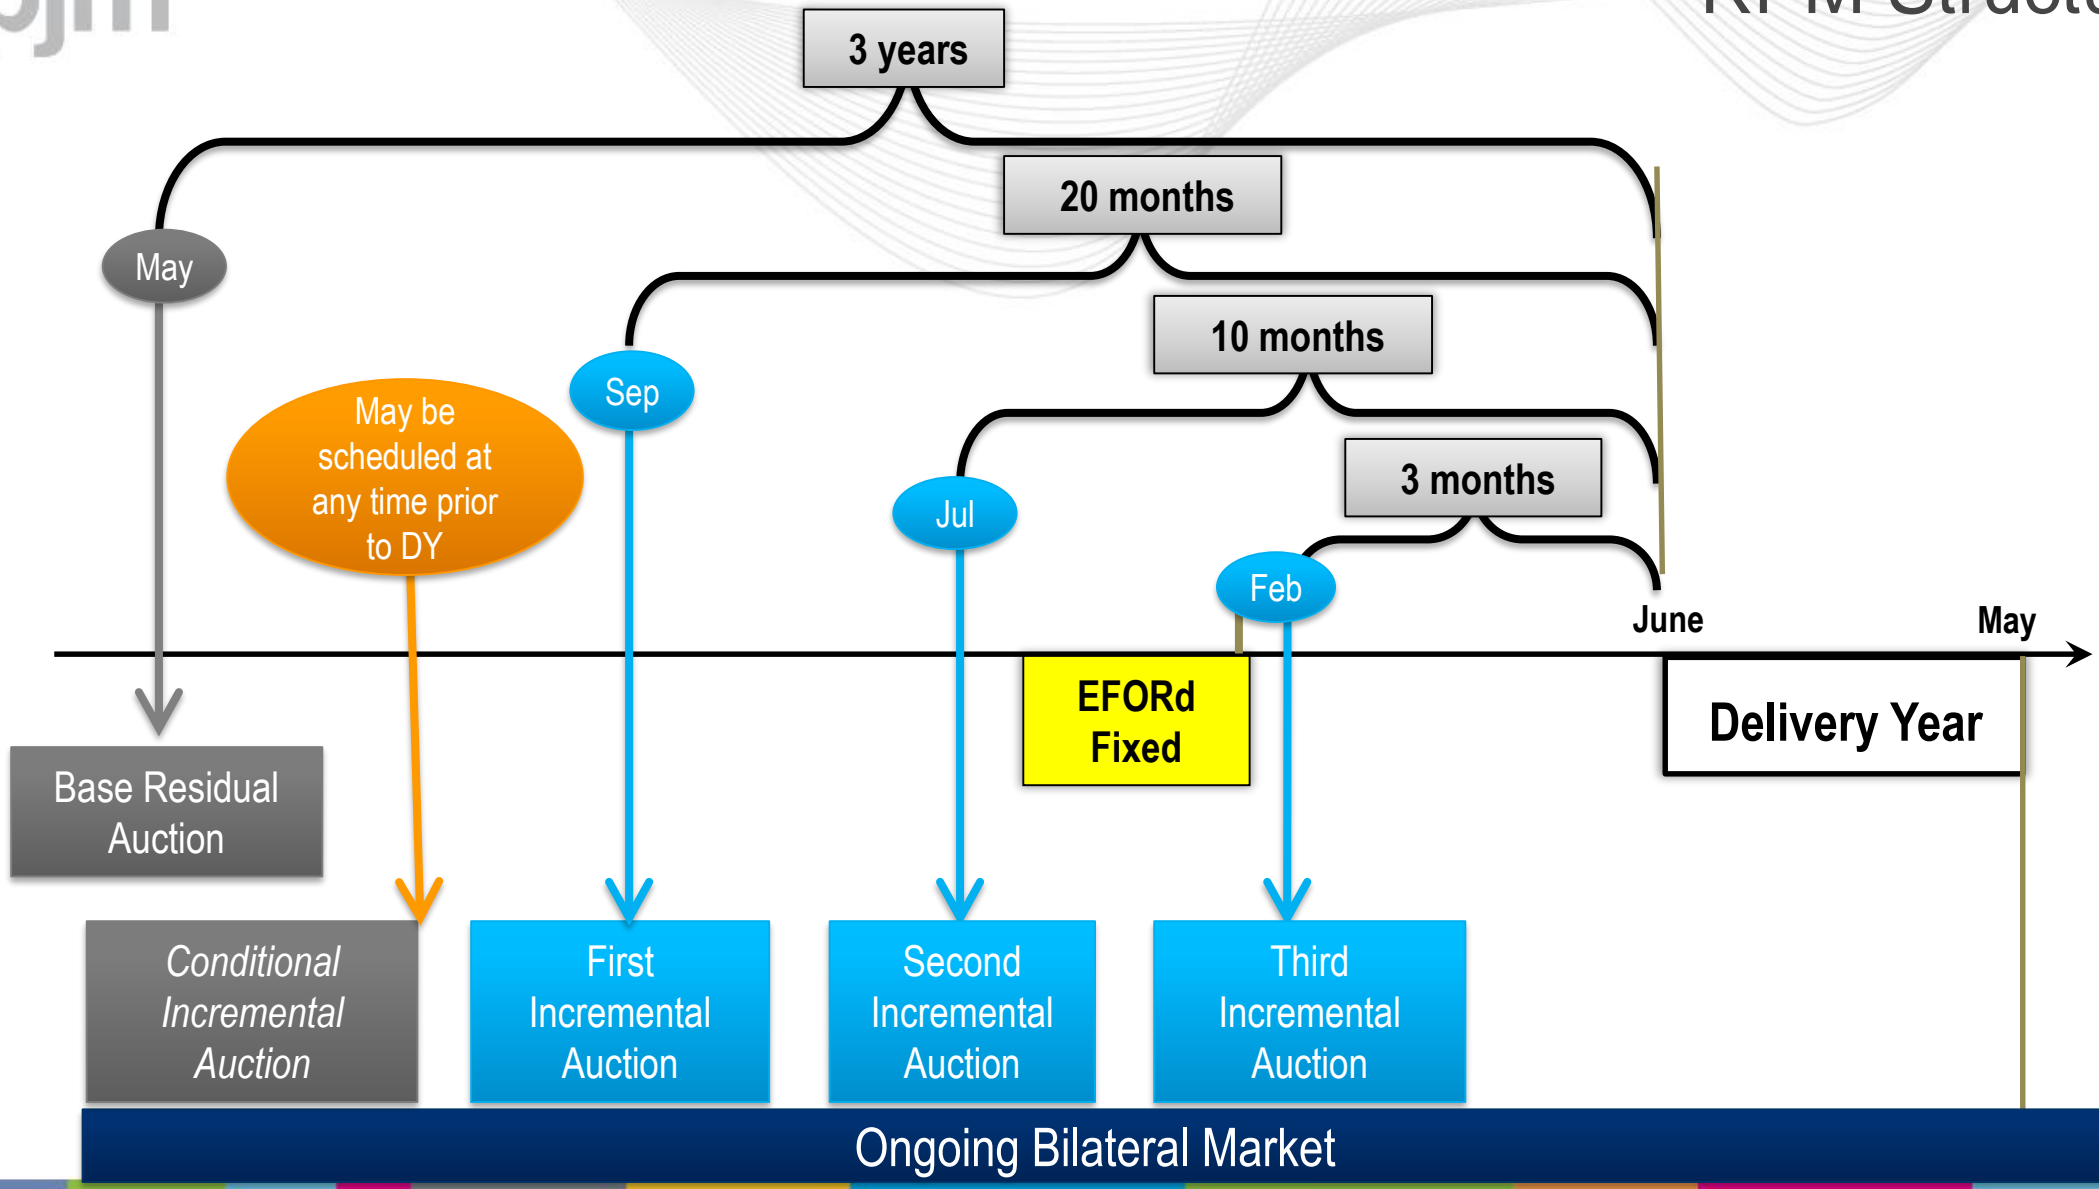 3 years
20 months
May
10 months
Sep
May be
scheduled at
any time prior
to DY
3 months
Jul
Feb
June
May
EFORd
Fixed
Delivery Year
Base Residual
Auction
Conditional
Incremental
Auction
First
Incremental
Auction
Second
Incremental
Auction
Third
Incremental
Auction
Ongoing Bilateral Market